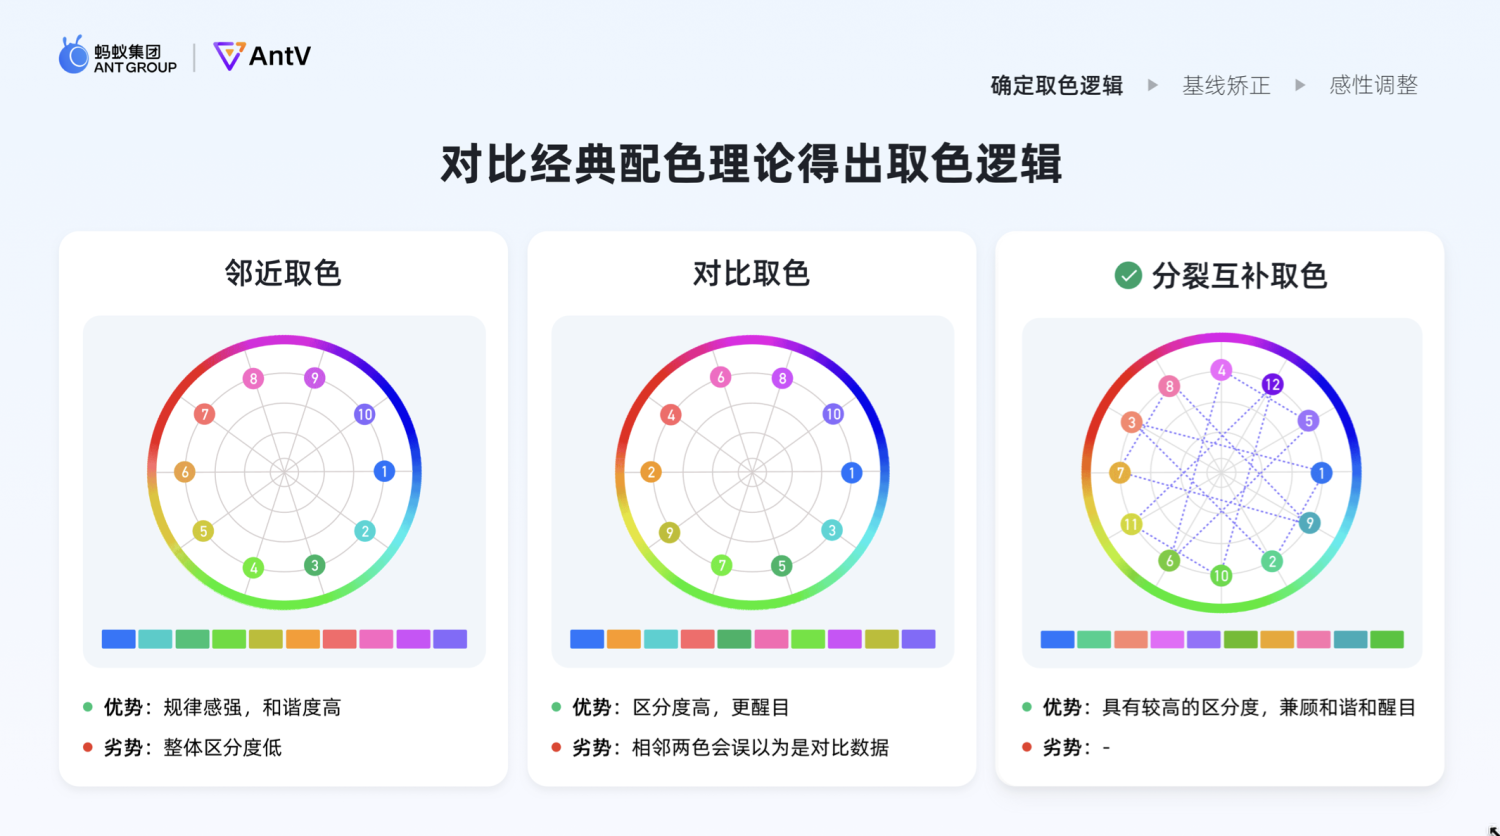 蚂蚁集团
ANT GROUP
AntV
确定取色逻辑
基线矫正
感性调整
对比经典配色理论得出取色逻辑
邻近取色
8
9
7
10
6
1
5
2
4
3
优势：规律感强，和谐度高
劣势：整体区分度低
对比取色
6
8
4
10
2
1
9
3
7
5
优势：区分度高，更醒目
劣势：相邻两色会误以为是对比数据
分裂互补取色
4
8
12
3
5
7
1
11
9
6
2
10
优势：具有较高的区分度，兼顾和谐和醒目
劣势：-